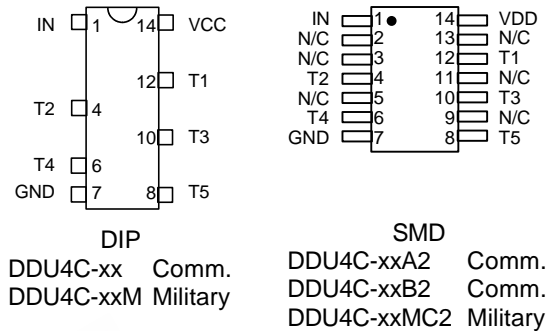 IN 1 14 VCC
12 T1
T2 4
10 T3
T4 6
GND 7 8 T5
DIP
DDU4C-xx Comm.
DDU4C-xxM Military
IN 1 14 VDD
N/C 2 13 N/C
N/C 3 12 T1
T2 4 11 N/C
N/C 5 10 T3
T4 6 9 N/C
GND 7 8 T5
SMD
DDU4C-xxA2 Comm.
DDU4C-xxB2 Comm.
DDU4C-xxMC2 Military